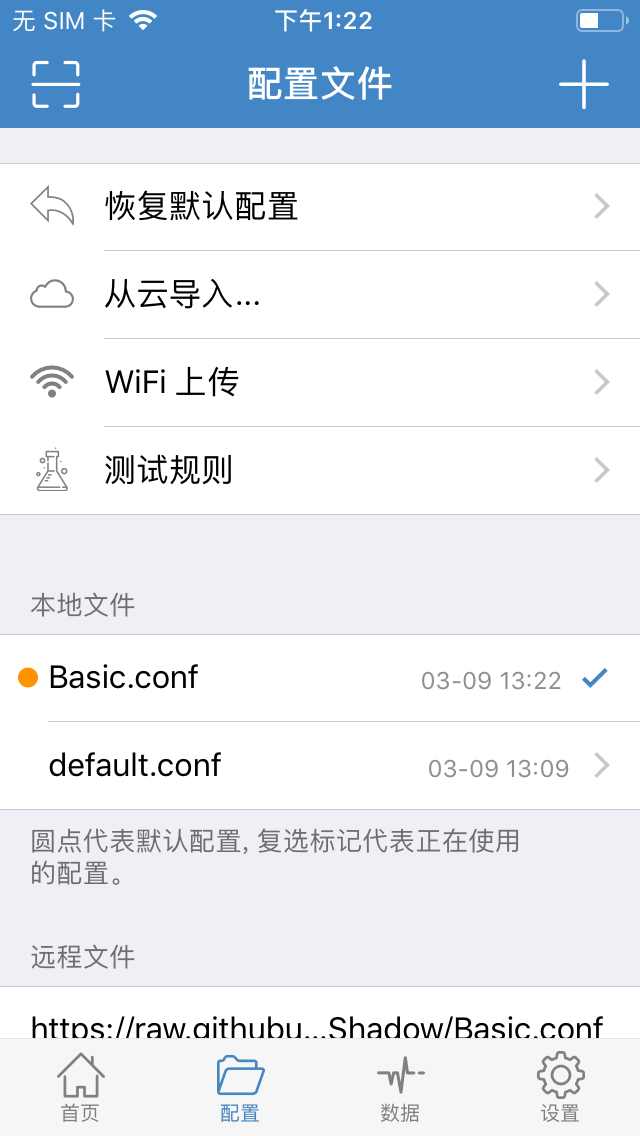 无 SIM 卡 下午1:22
配置文件
恢复默认配置
从云导入...
WiFi 上传
测试规则
本地文件
Basic.conf 03-09 13:22
default.conf 03-09 13:09
圆点代表默认配置, 复选标记代表正在使用
的配置。
远程文件
https://raw.githubu...Shadow/Basic.conf
首页 配置 数据 设置